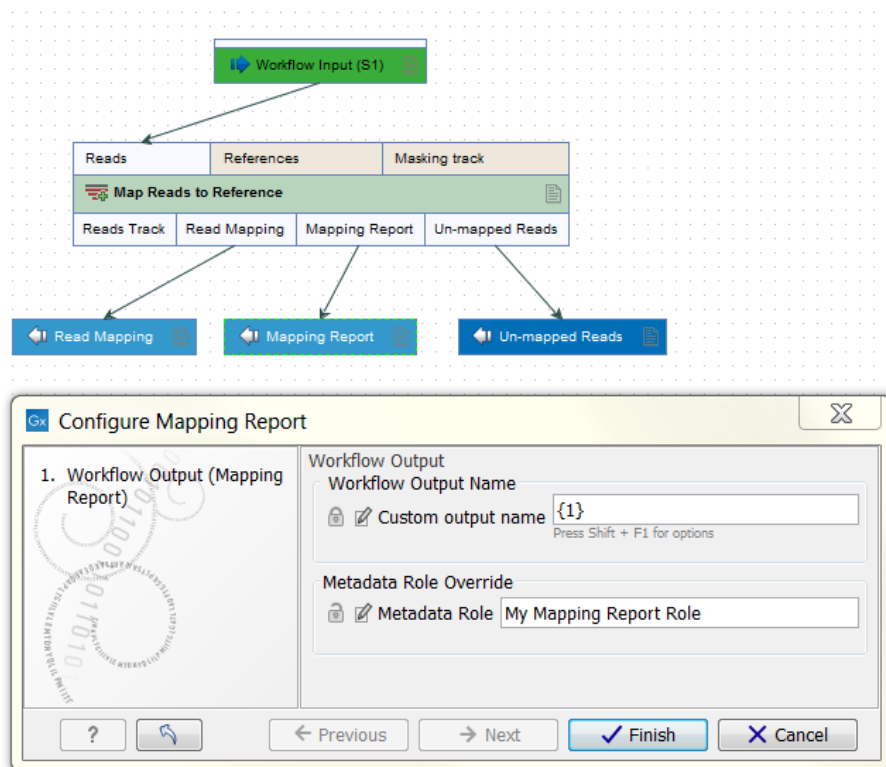 Workflow Input (S1)
Reads References Masking track
Map Reads to Reference
Reads Track Read Mapping Mapping Report Un-mapped Reads
Read Mapping Mapping Report Un-mapped Reads
Gx Configure Mapping Report
1. Workflow Output (Mapping
Report)
Workflow Output
Workflow Output Name
Custom output name {1}
Press Shift + F1 for options
Metadata Role Override
Metadata Role My Mapping Report Role
? Previous Next Finish Cancel